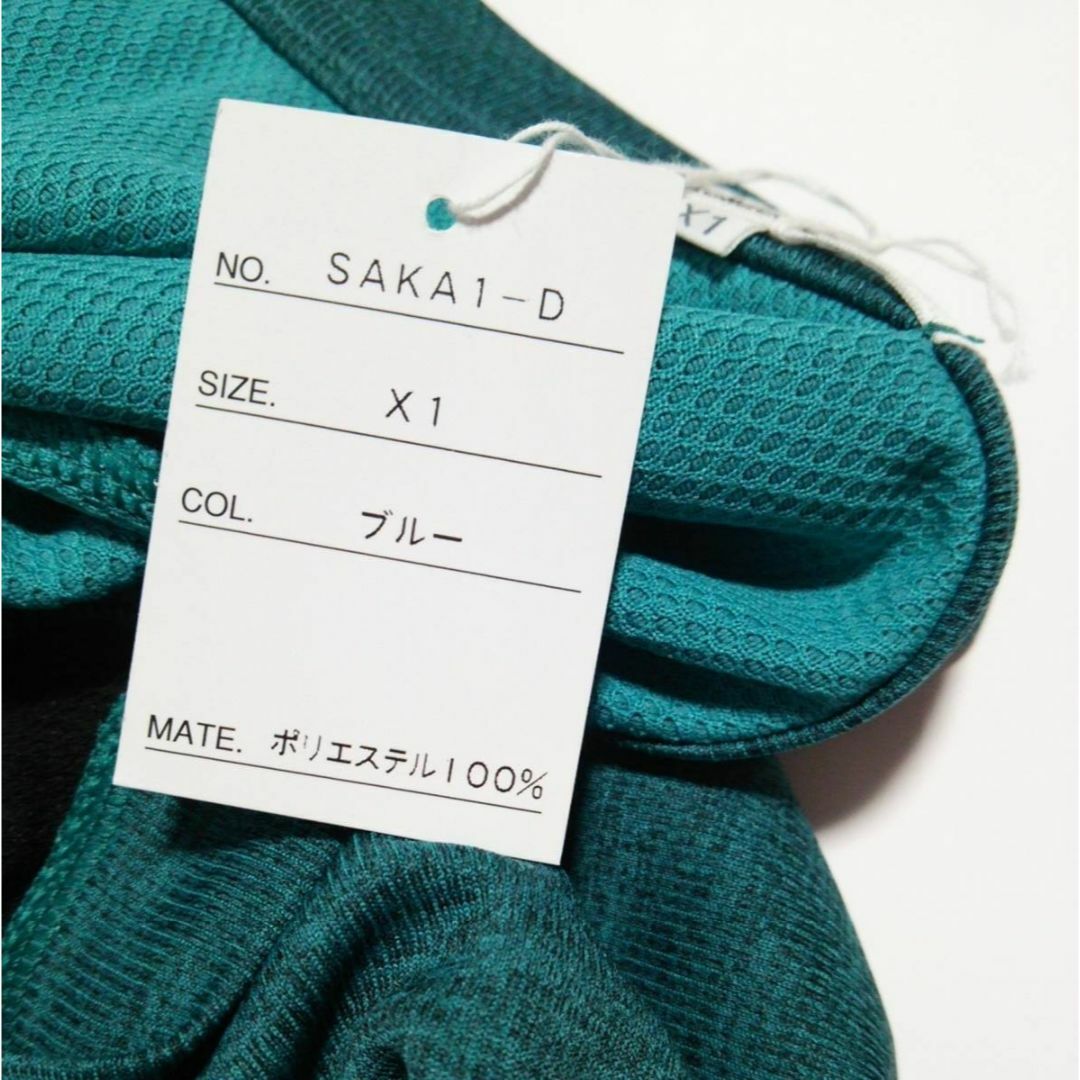 NO. SAKA1-D
X1
SIZE. X1
COL. ブルー
MATE. ポリエステル100%